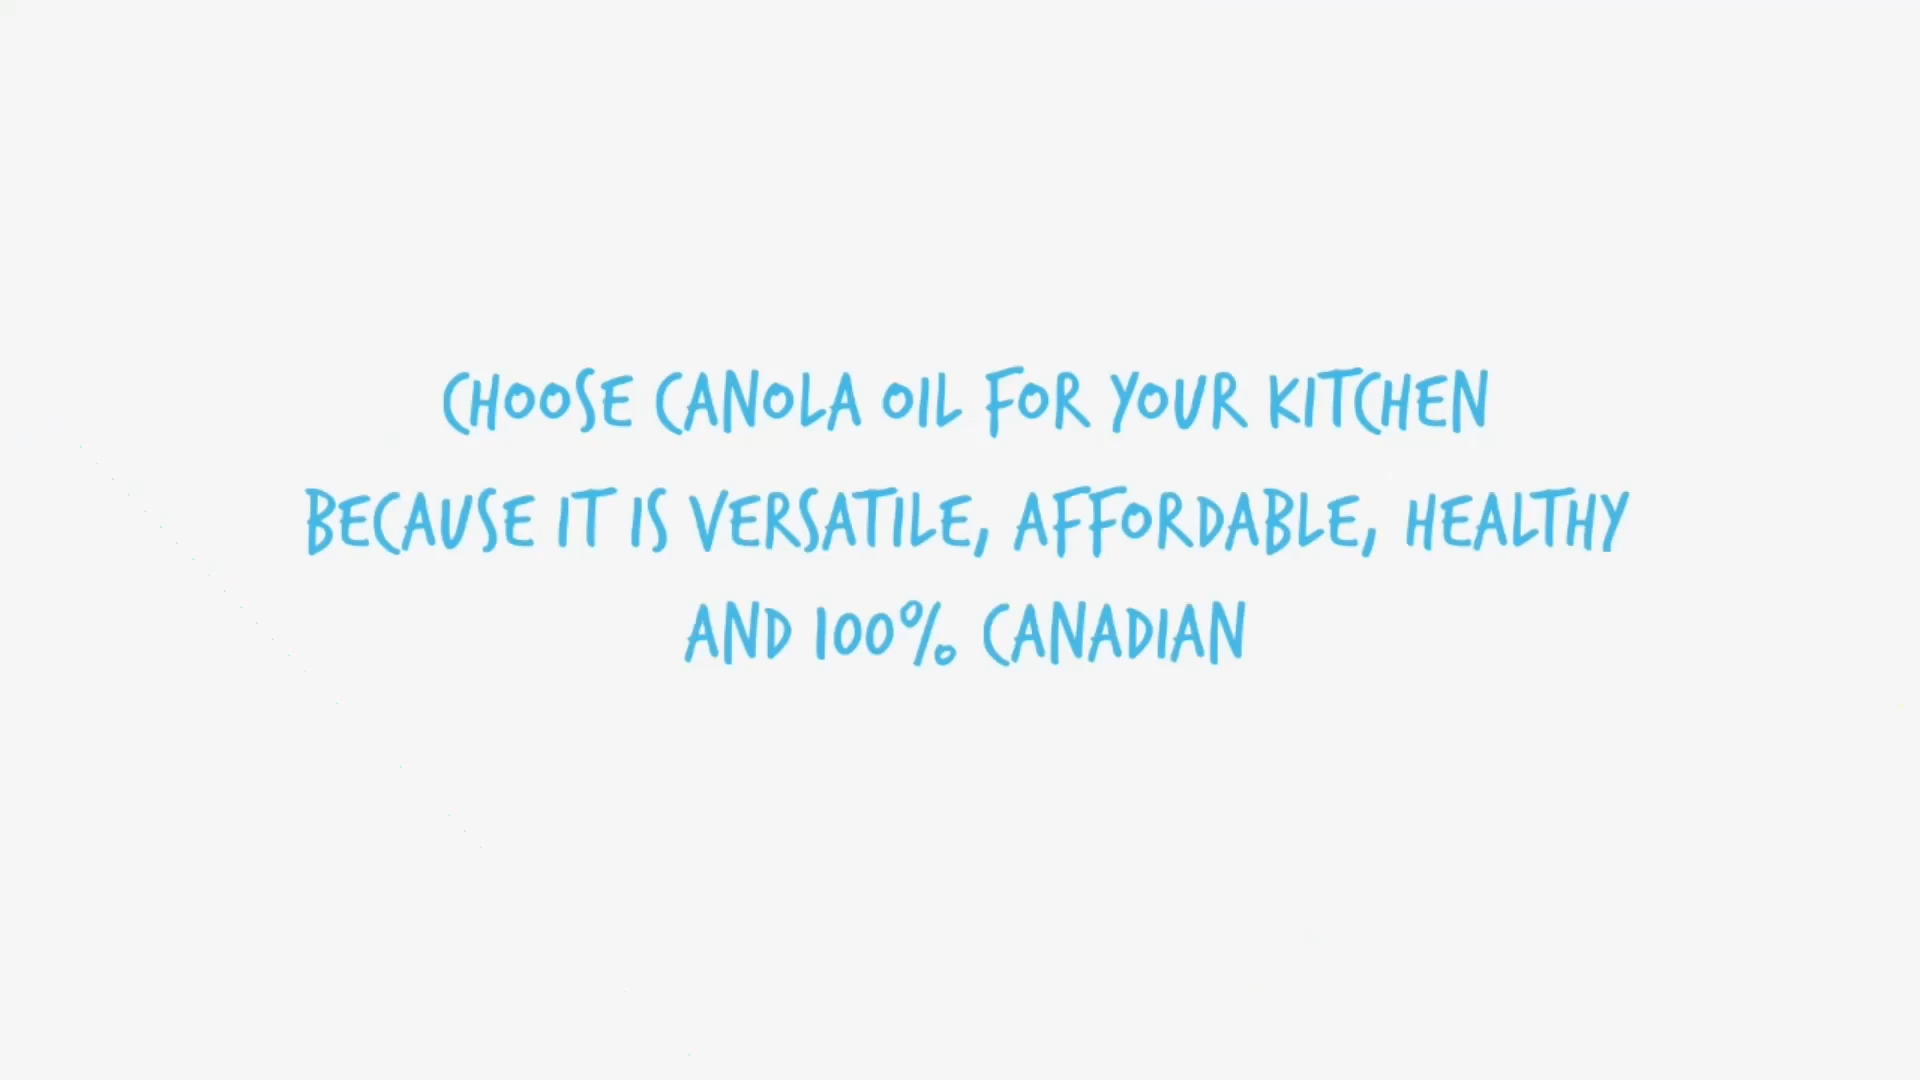 CHOOSE CANOLA OIL FOR YOUR KITCHEN
BECAUSE IT IS VERSATILE, AFFORDABLE, HEALTHY
AND 100% CANADIAN